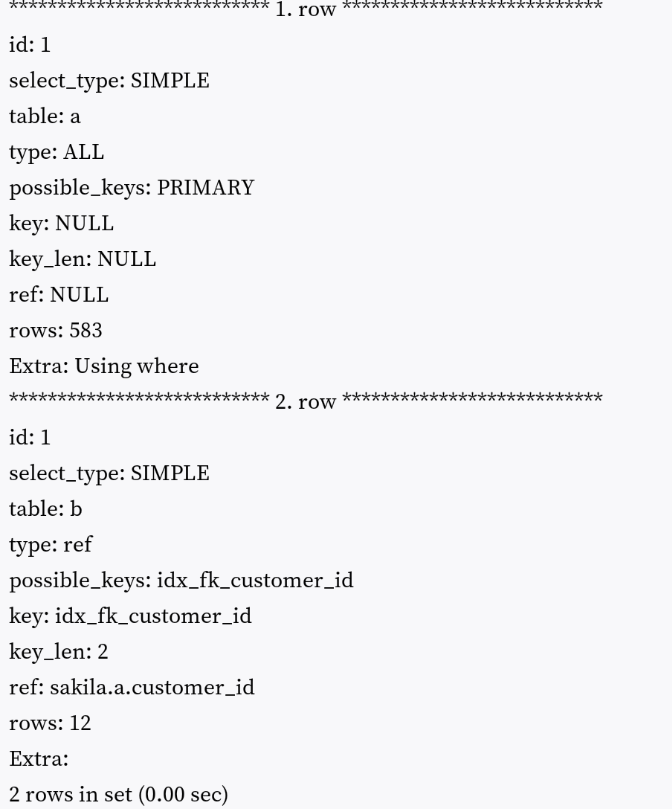 *************************** 1. row ***************************
id: 1
select_type: SIMPLE
table: a
type: ALL
possible_keys: PRIMARY
key: NULL
key_len: NULL
ref: NULL
rows: 583
Extra: Using where
*************************** 2. row ***************************
id: 1
select_type: SIMPLE
table: b
type: ref
possible_keys: idx_fk_customer_id
key: idx_fk_customer_id
key_len: 2
ref: sakila.a.customer_id
rows: 12
Extra:
2 rows in set (0.00 sec)